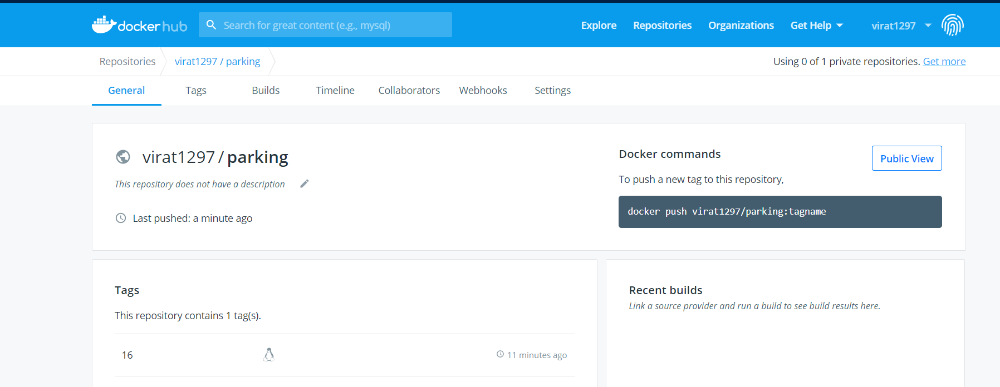 docker hub
Search for great content (e.g., mysql)
Explore
Repositories
Organizations
Get Help
virat1297
Repositories
virat1297 / parking
Using 0 of 1 private repositories. Get more
General
Tags
Builds
Timeline
Collaborators
Webhooks
Settings
virat1297 / parking
This repository does not have a description
Last pushed: a minute ago
Docker commands
Public View
To push a new tag to this repository,
docker push virat1297/parking:tagname
Tags
This repository contains 1 tag(s).
16
11 minutes ago
Recent builds
Link a source provider and run a build to see build results here.